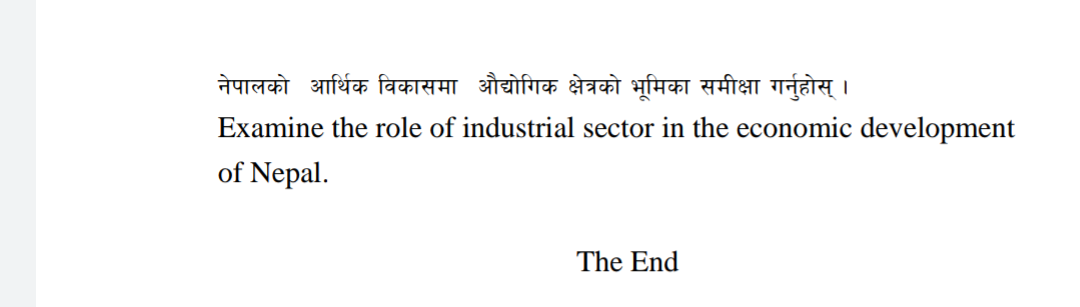 नेपालको आर्थिक विकासमा औद्योगिक क्षेत्रको भूमिका समीक्षा गर्नुहोस् ।
Examine the role of industrial sector in the economic development
of Nepal.
The End